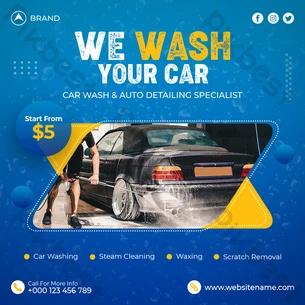 BRAND
WE WASH
YOUR CAR
CAR WASH & AUTO DETAILING SPECIALIST
Start From
$5
Car Washing
Steam Cleaning
Waxing
Scratch Removal
Call For More Info
+000 123 456 789
www.websitename.com